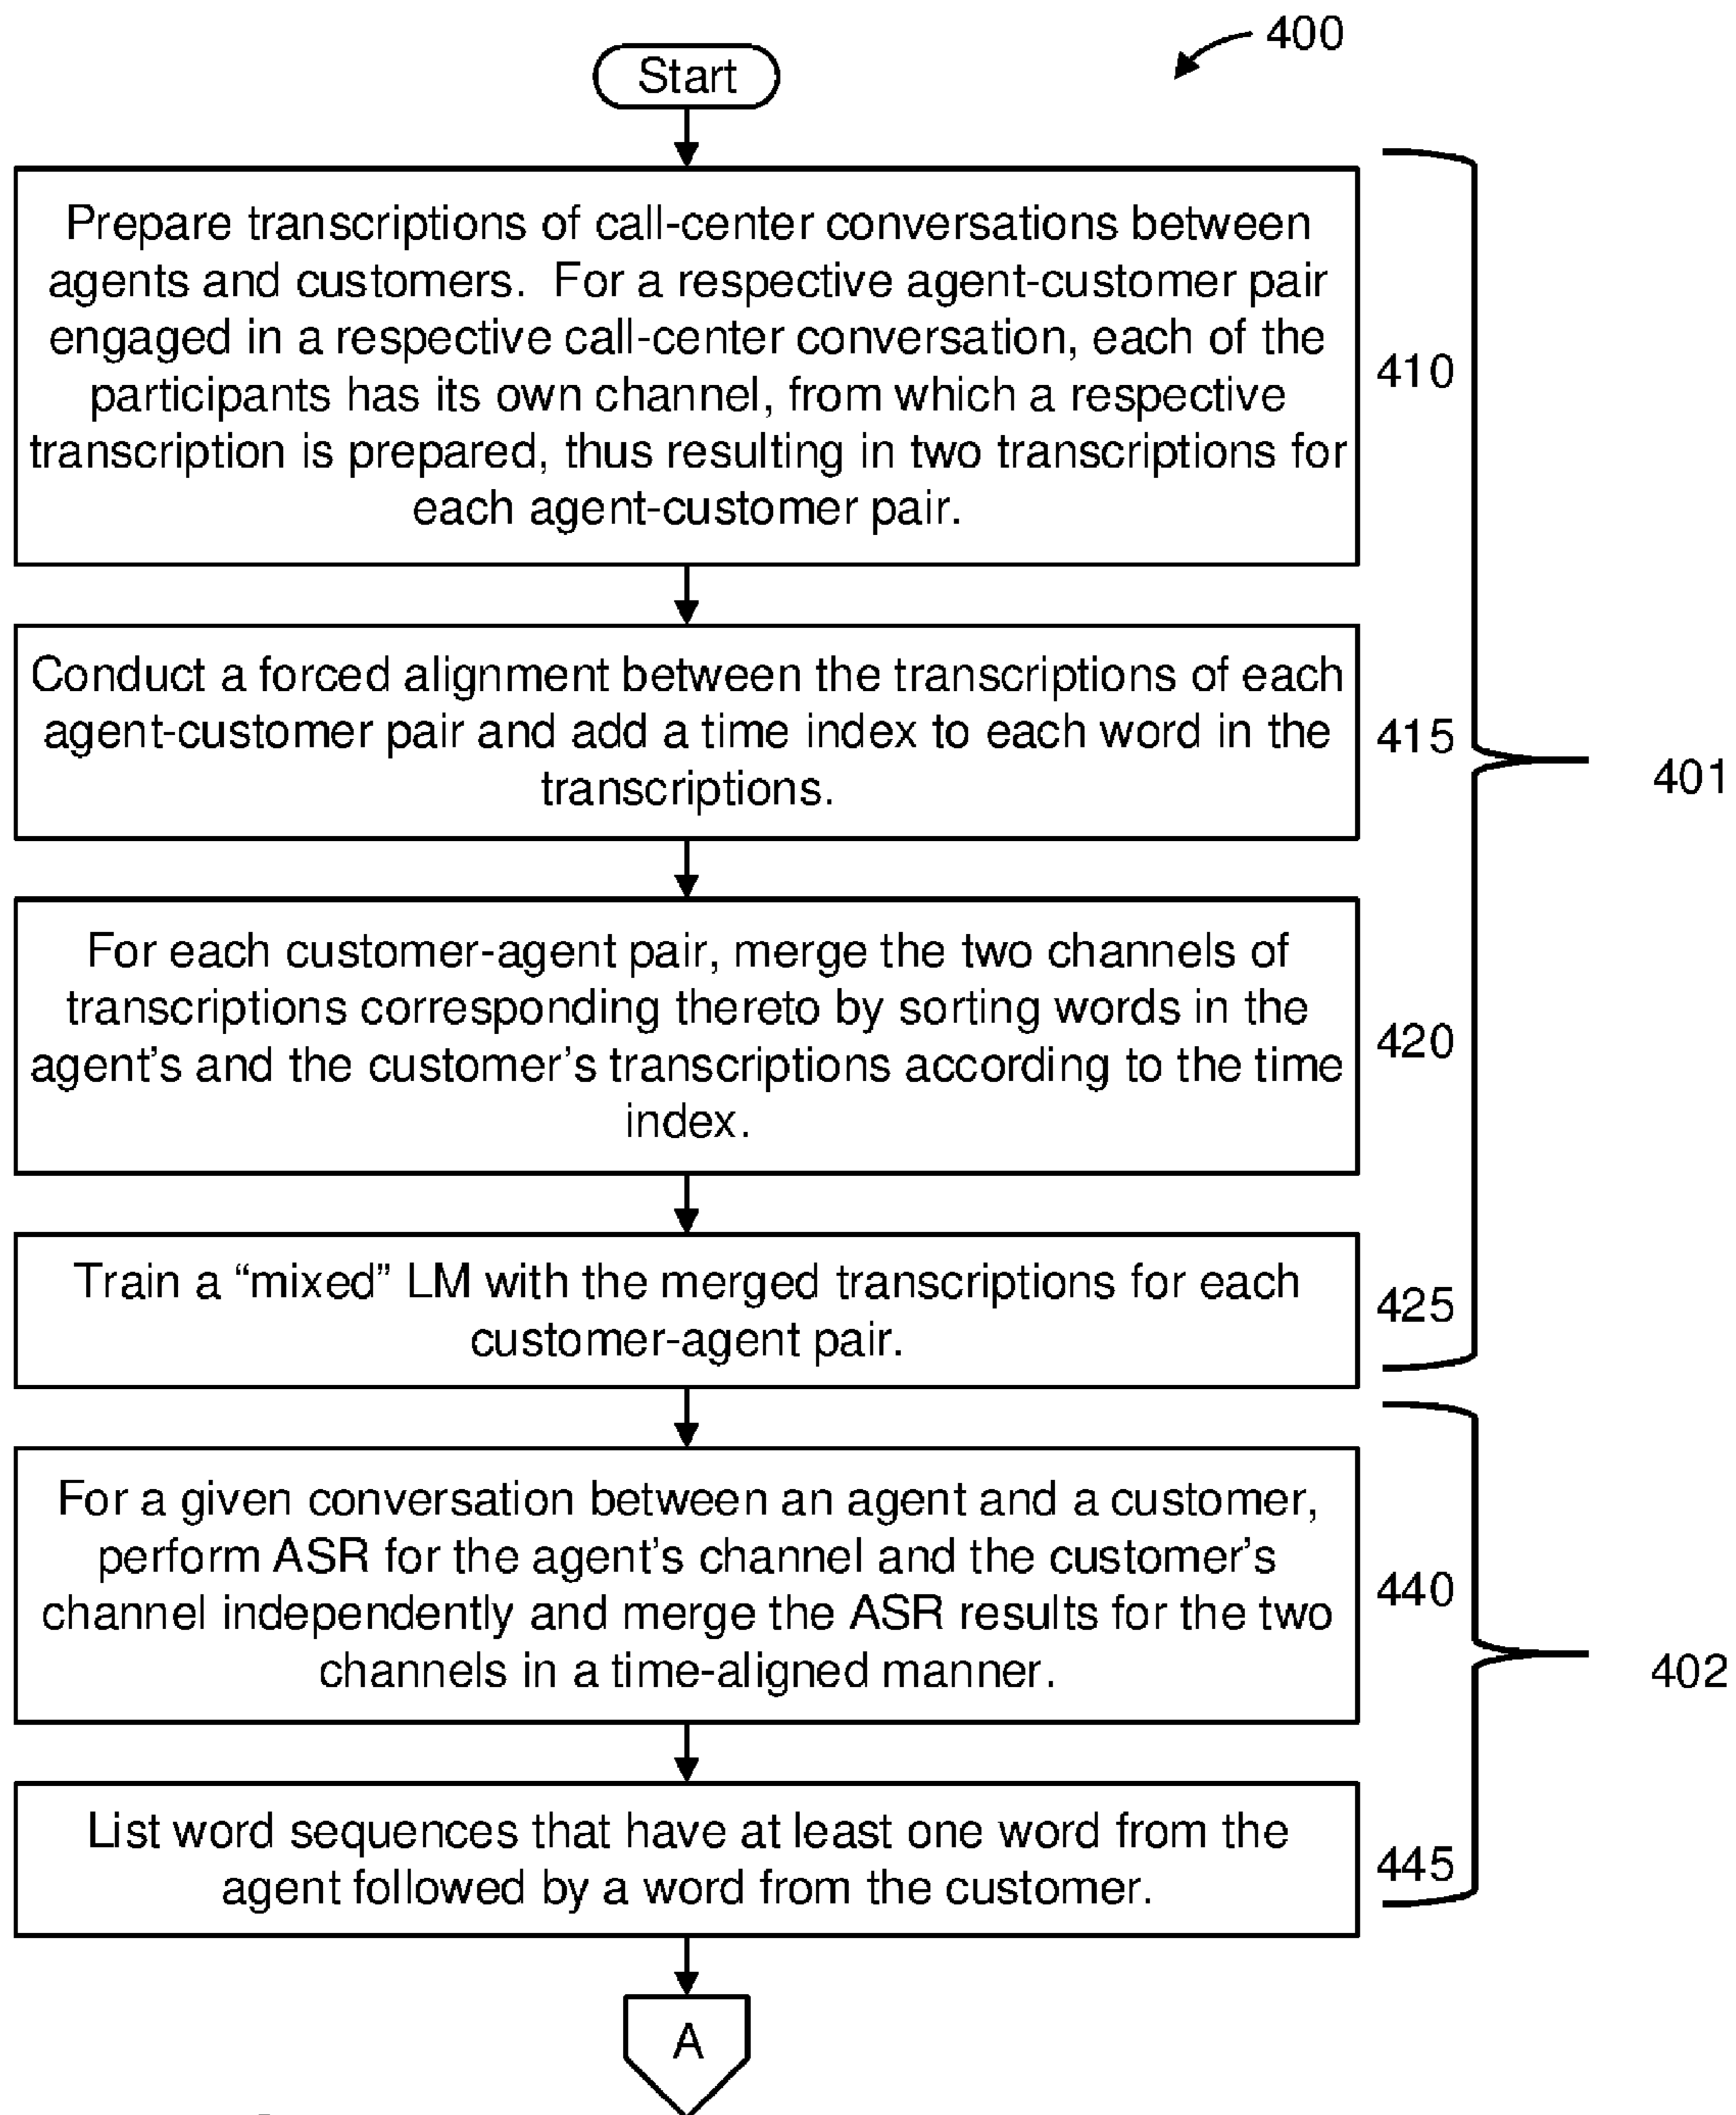 400
Start
Prepare transcriptions of call-center conversations between
agents and customers. For a respective agent-customer pair
engaged in a respective call-center conversation, each of the
participants has its own channel, from which a respective
transcription is prepared, thus resulting in two transcriptions for
each agent-customer pair.
410
Conduct a forced alignment between the transcriptions of each
agent-customer pair and add a time index to each word in the
transcriptions.
415
401
For each customer-agent pair, merge the two channels of
transcriptions corresponding thereto by sorting words in the
agent's and the customer's transcriptions according to the time
index.
420
Train a “mixed” LM with the merged transcriptions for each
customer-agent pair.
425
For a given conversation between an agent and a customer,
perform ASR for the agent's channel and the customer's
channel independently and merge the ASR results for the two
channels in a time-aligned manner.
440
402
List word sequences that have at least one word from the
agent followed by a word from the customer.
445
A